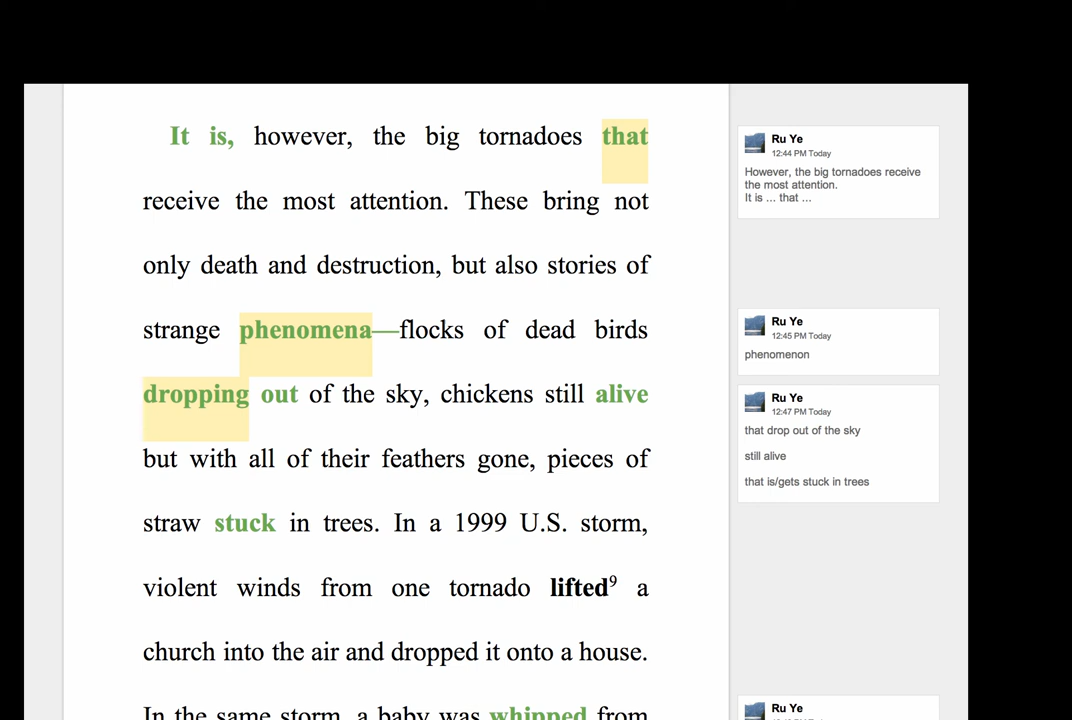 It is, however, the big tornadoes that
receive the most attention. These bring not
only death and destruction, but also stories of
strange phenomena—flocks of dead birds
dropping out of the sky, chickens still alive
but with all of their feathers gone, pieces of
straw stuck in trees. In a 1999 U.S. storm,
violent winds from one tornado lifted⁹ a
church into the air and dropped it onto a house.
In the same storm, a baby was whipped from
Ru Ye
12:44 PM Today
However, the big tornadoes receive
the most attention.
It is ... that ...
Ru Ye
12:45 PM Today
phenomenon
Ru Ye
12:47 PM Today
that drop out of the sky
still alive
that is/gets stuck in trees
Ru Ye